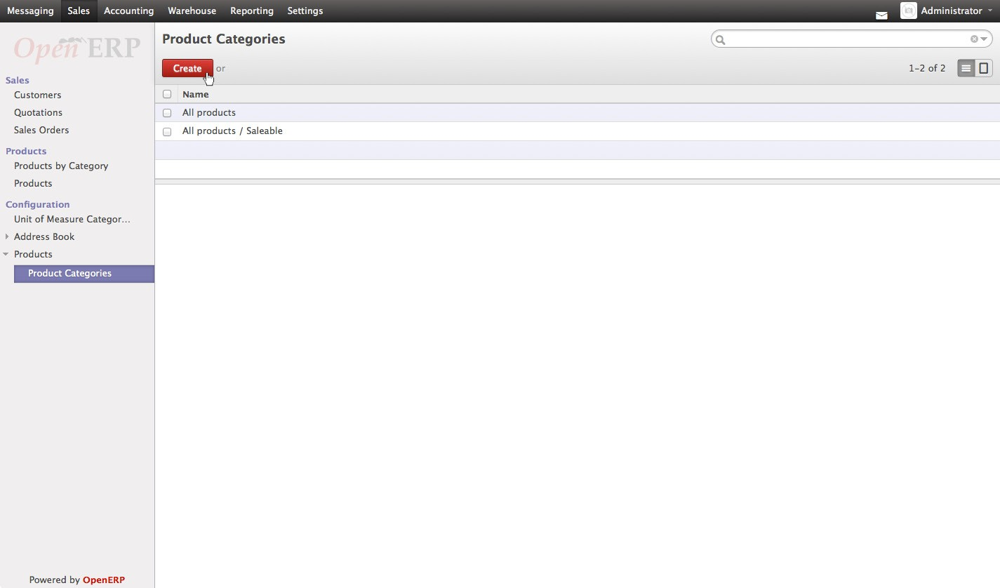 Messaging Sales Accounting Warehouse Reporting Settings Administrator
Open ERP
Product Categories
Create or
1-2 of 2
Sales
Customers
Quotations
Sales Orders
Products
Products by Category
Products
Configuration
Unit of Measure Categor...
Address Book
Products
Product Categories
Name
All products
All products / Saleable
Powered by OpenERP